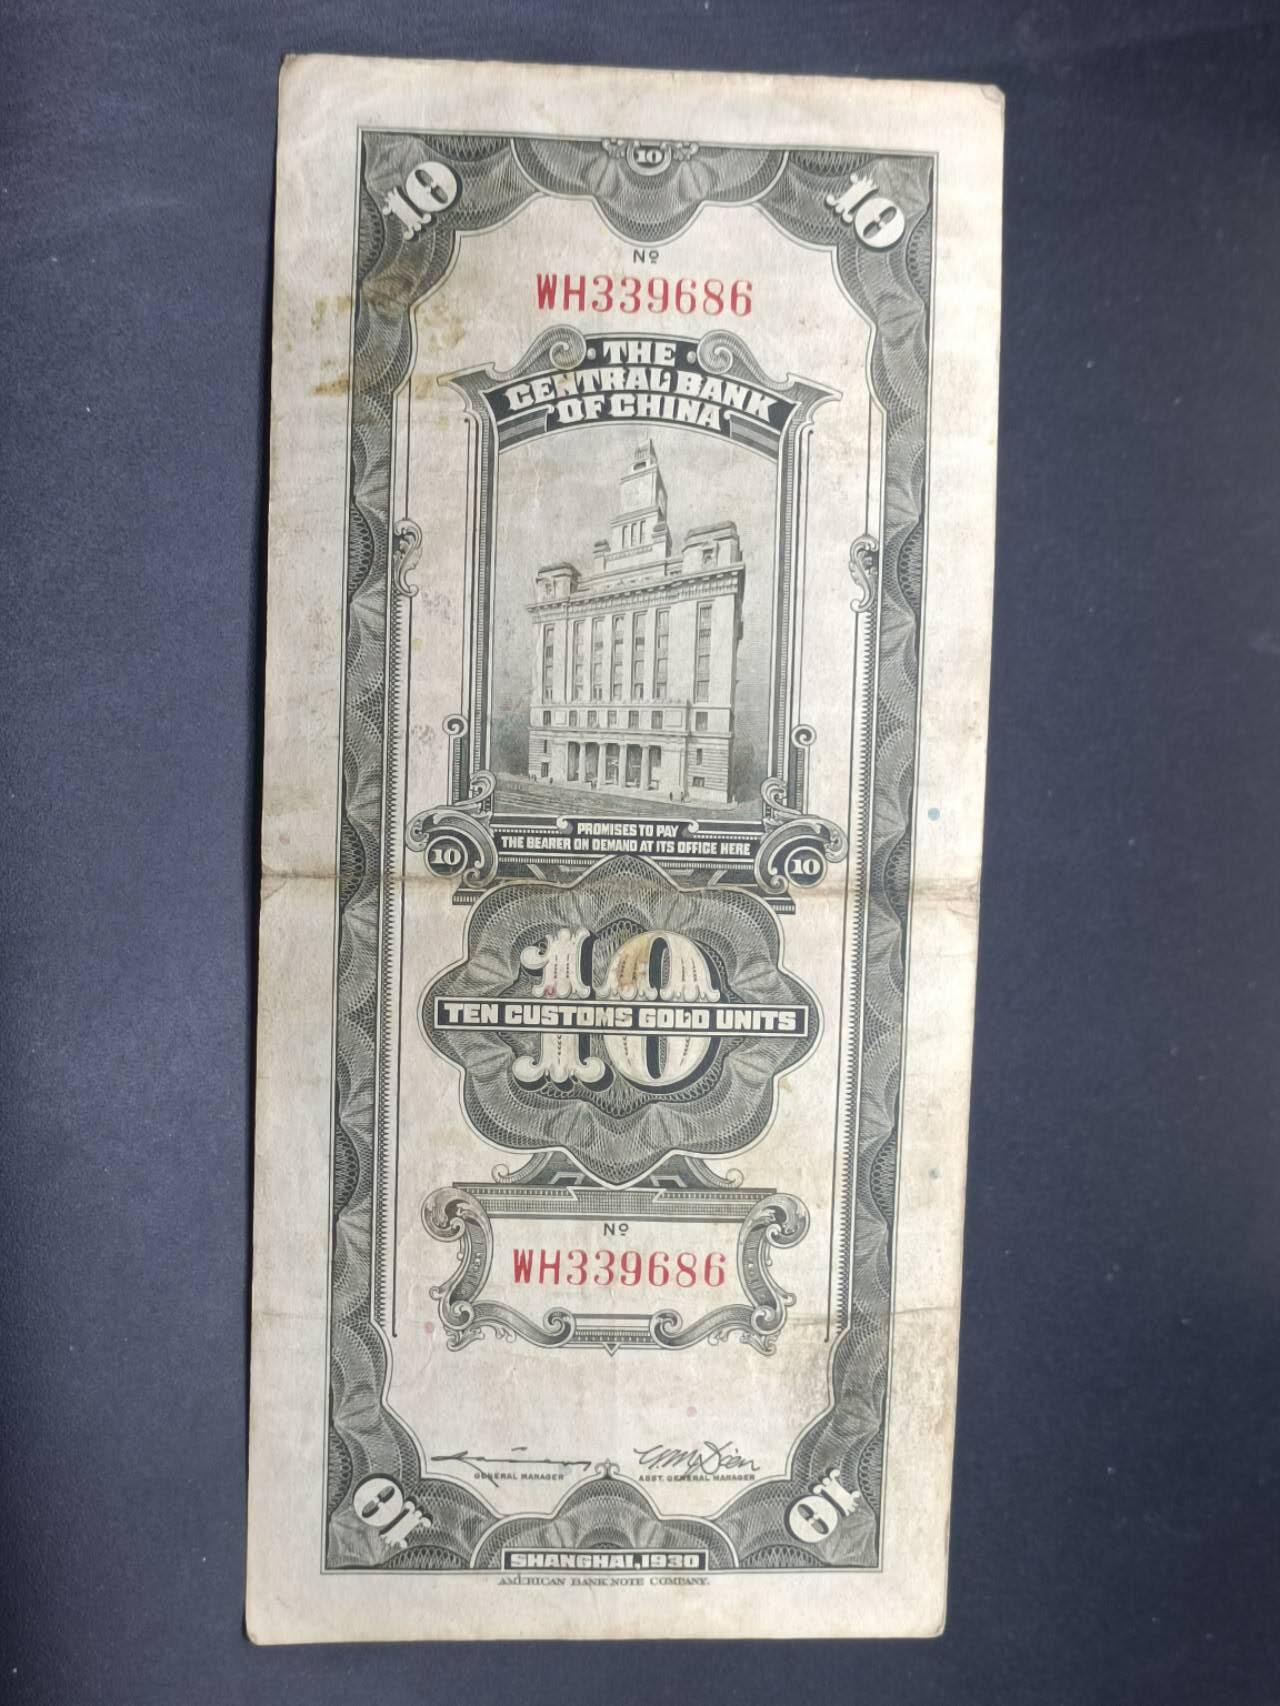 10
10 10
Nº
WH339686
THE
CENTRAL BANK
OF CHINA
PROMISES TO PAY
THE BEARER ON DEMAND AT ITS OFFICE HERE
10 10
10
TEN CUSTOMS GOLD UNITS
Nº
WH339686
GENERAL MANAGER ASST. GENERAL MANAGER
10 10
SHANGHAI, 1930
AMERICAN BANK NOTE COMPANY.